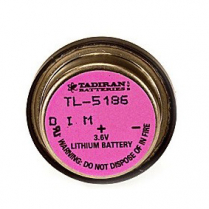 TADIRAN
BATTERIES
TL-5186
D I M
+ -
3.6V
LITHIUM BATTERY
WARNING: DO NOT DISPOSE OF IN FIRE